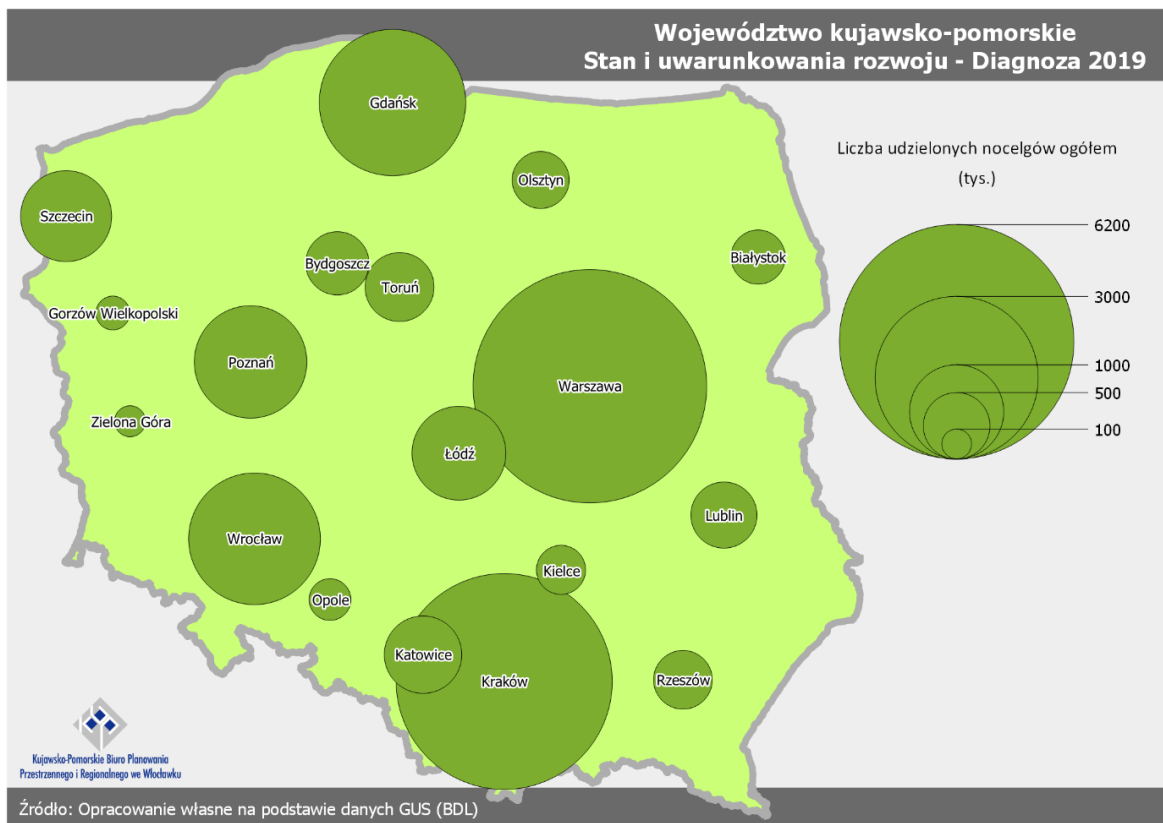 Województwo kujawsko-pomorskie
Stan i uwarunkowania rozwoju - Diagnoza 2019
Gdańsk
Liczba udzielonych nocelgów ogółem
(tys.)
Olsztyn
Szczecin
6200
Białystok
Bydgoszcz
Toruń
3000
Gorzów Wielkopolski
Poznań
1000
Warszawa
500
Zielona Góra
100
Łódź
Lublin
Wrocław
Kielce
Opole
Katowice
Kraków
Rzeszów
Kujawsko-Pomorskie Biuro Planowania
Przestrzennego i Regionalnego we Włocławku
Źródło: Opracowanie własne na podstawie danych GUS (BDL)